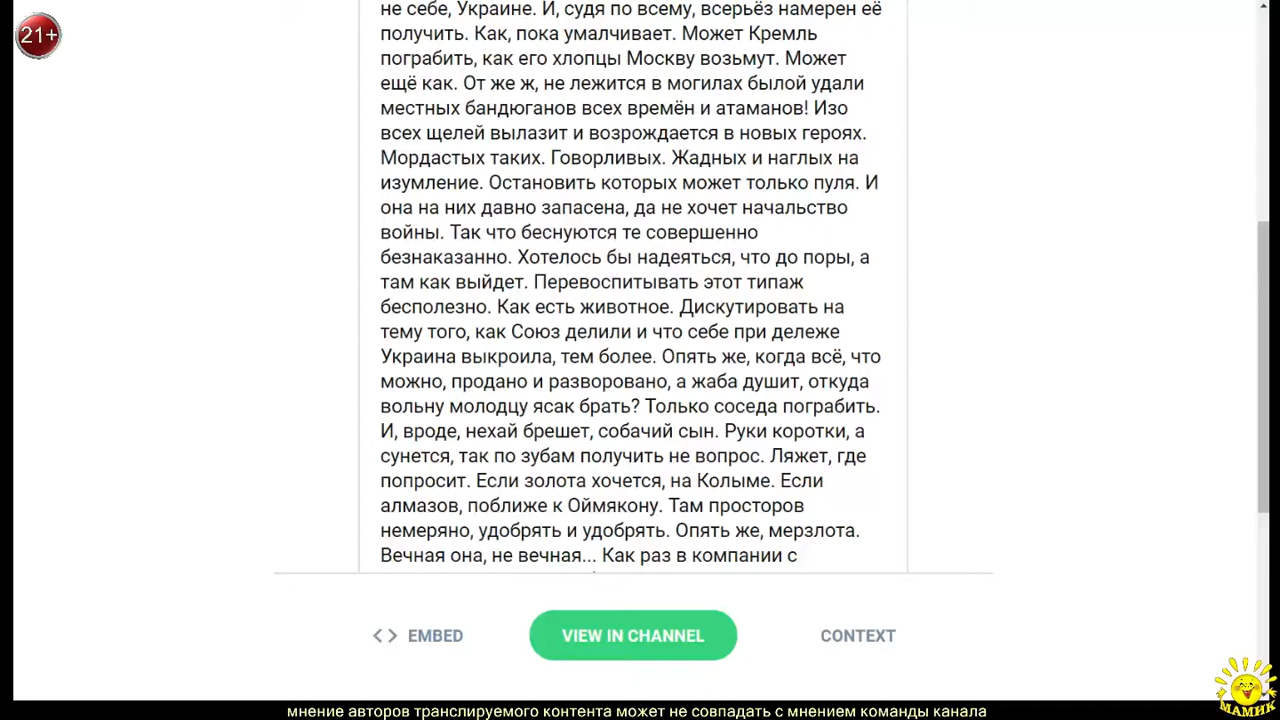 21+
не себе, Украине. И, судя по всему, всерьёз намерен её
получить. Как, пока умалчивает. Может Кремль
пограбить, как его хлопцы Москву возьмут. Может
ещё как. От же ж, не лежится в могилах былой удали
местных бандюганов всех времён и атаманов! Изо
всех щелей вылазит и возрождается в новых героях.
Мордастых таких. Говорливых. Жадных и наглых на
изумление. Остановить которых может только пуля. И
она на них давно запасена, да не хочет начальство
войны. Так что беснуются те совершенно
безнаказанно. Хотелось бы надеяться, что до поры, а
там как выйдет. Перевоспитывать этот типаж
бесполезно. Как есть животное. Дискутировать на
тему того, как Союз делили и что себе при дележе
Украина выкроила, тем более. Опять же, когда всё, что
можно, продано и разворовано, а жаба душит, откуда
вольну молодцу ясак брать? Только соседа пограбить.
И, вроде, нехай брешет, собачий сын. Руки коротки, а
сунется, так по зубам получить не вопрос. Ляжет, где
попросит. Если золота хочется, на Колыме. Если
алмазов, поближе к Оймякону. Там просторов
немеряно, удобрять и удобрять. Опять же, мерзлота.
Вечная она, не вечная... Как раз в компании с
<> EMBED
VIEW IN CHANNEL
CONTEXT
МАМИК
мнение авторов транслируемого контента может не совпадать с мнением команды канала